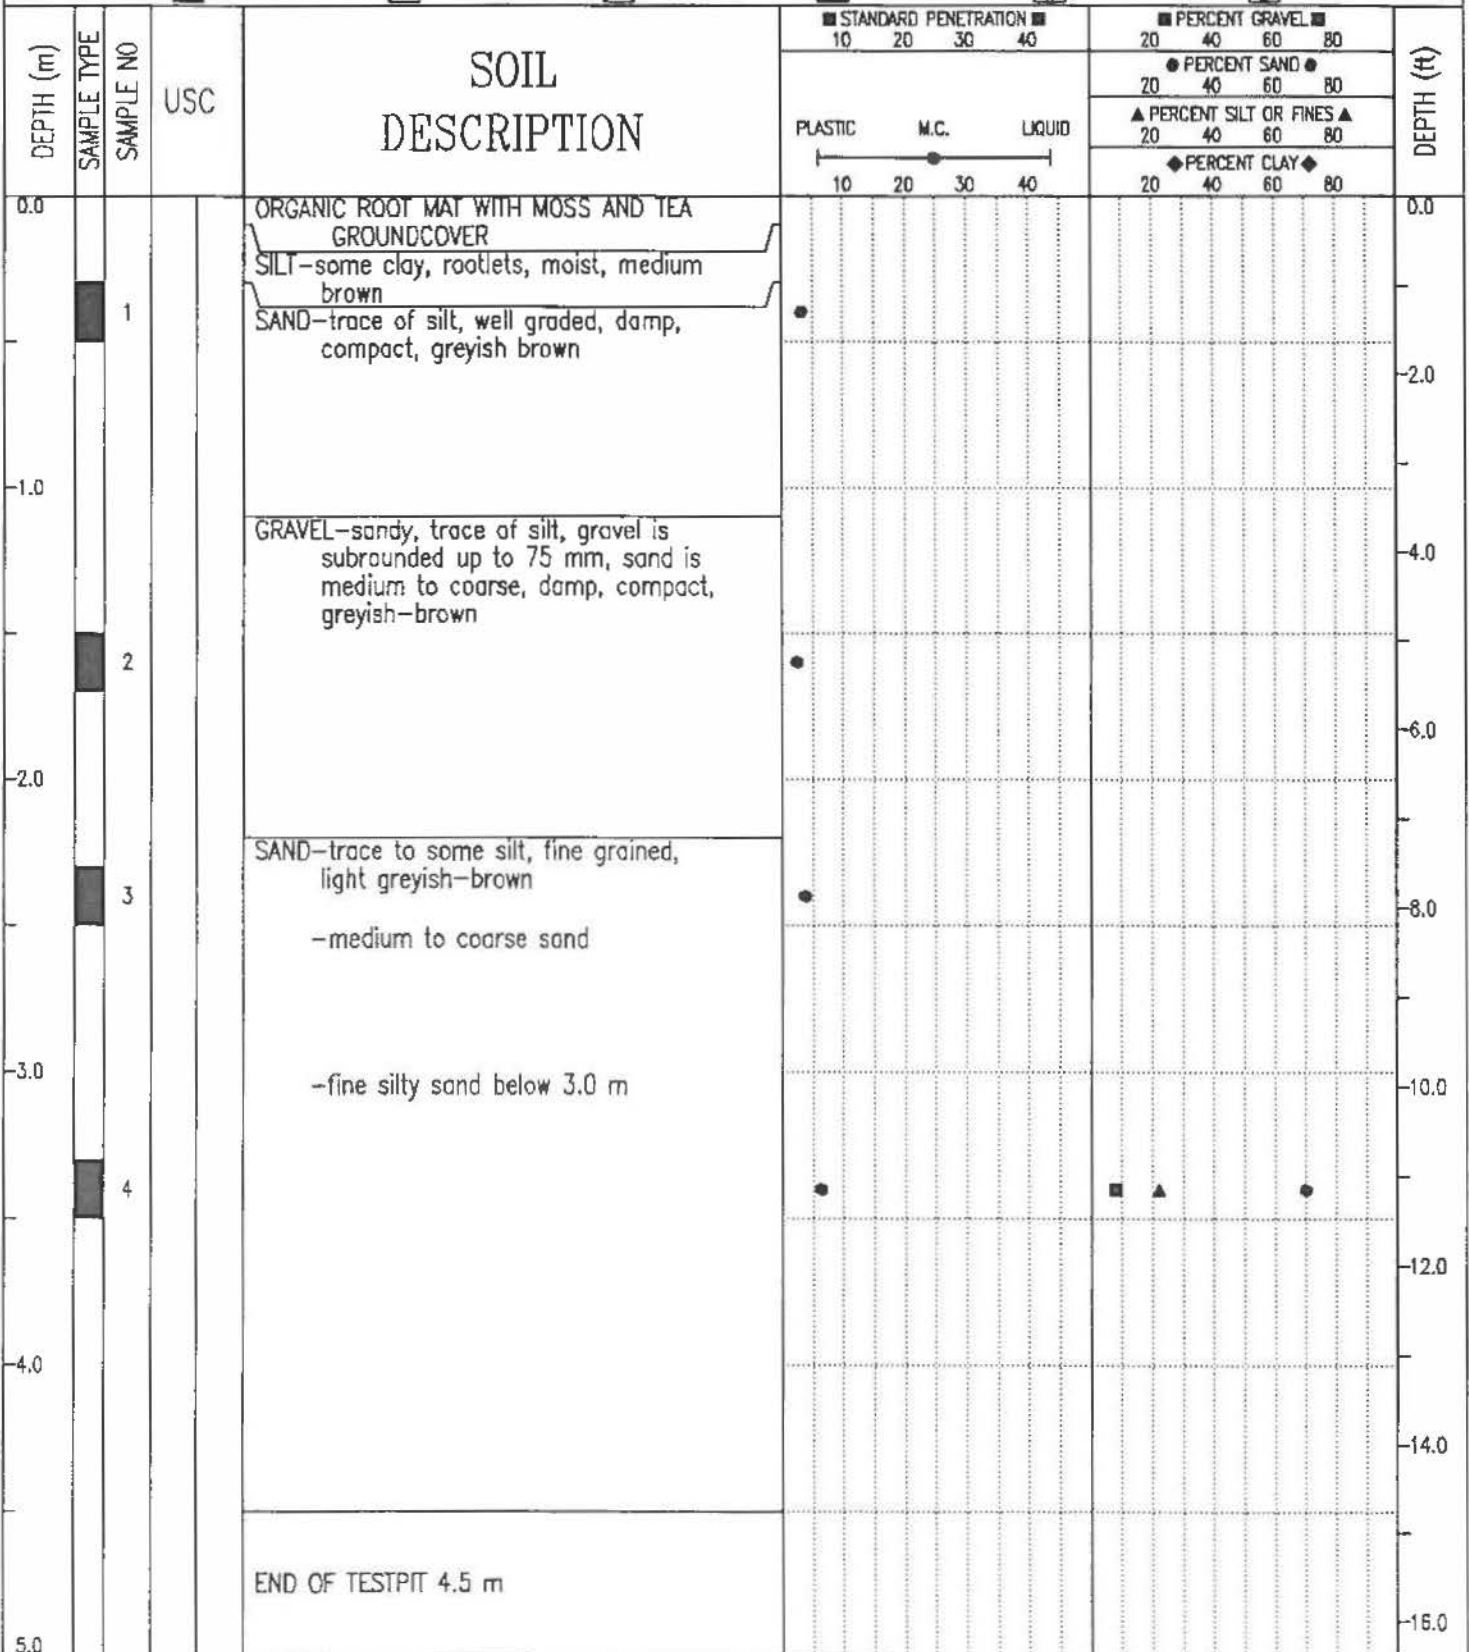 DEPTH (m)
SAMPLE TYPE
SAMPLE NO
USC
SOIL
DESCRIPTION
■ STANDARD PENETRATION ■
10 20 30 40
PLASTIC M.C. LIQUID
10 20 30 40
■ PERCENT GRAVEL ■
20 40 60 80
● PERCENT SAND ●
20 40 60 80
▲ PERCENT SILT OR FINES ▲
20 40 60 80
◆ PERCENT CLAY ◆
20 40 60 80
DEPTH (ft)
0.0
ORGANIC ROOT MAT WITH MOSS AND TEA
GROUNDCOVER
0.0
SILT-some clay, rootlets, moist, medium
brown
1
SAND-trace of silt, well graded, damp,
compact, greyish brown
2.0
1.0
GRAVEL-sandy, trace of silt, gravel is
subrounded up to 75 mm, sand is
medium to coarse, damp, compact,
greyish-brown
4.0
2
6.0
2.0
SAND-trace to some silt, fine grained,
light greyish-brown
3
8.0
-medium to coarse sand
3.0
-fine silty sand below 3.0 m
10.0
4
12.0
4.0
14.0
END OF TESTPIT 4.5 m
16.0
5.0